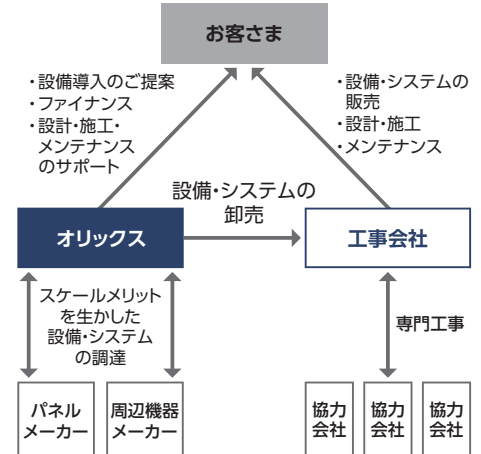 お客さま
・設備導入のご提案
・ファイナンス
・設計・施工・
メンテナンス
のサポート
・設備・システムの
販売
・設計・施工
・メンテナンス
設備・システムの
卸売
オリックス
工事会社
スケールメリット
を生かした
設備・システム
の調達
専門工事
パネル
メーカー
周辺機器
メーカー
協力
会社
協力
会社
協力
会社